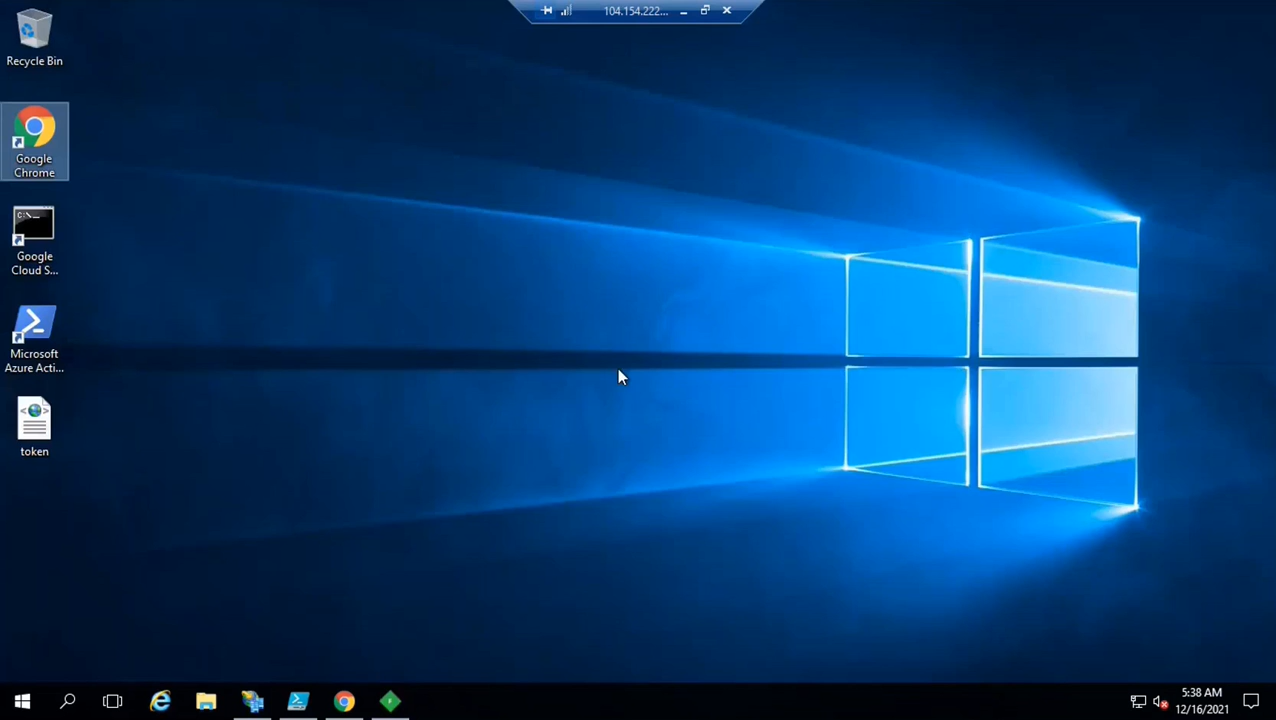 104.154.222...
Recycle Bin
Google
Chrome
Google
Cloud S...
Microsoft
Azure Acti...
token
5:38 AM
12/16/2021